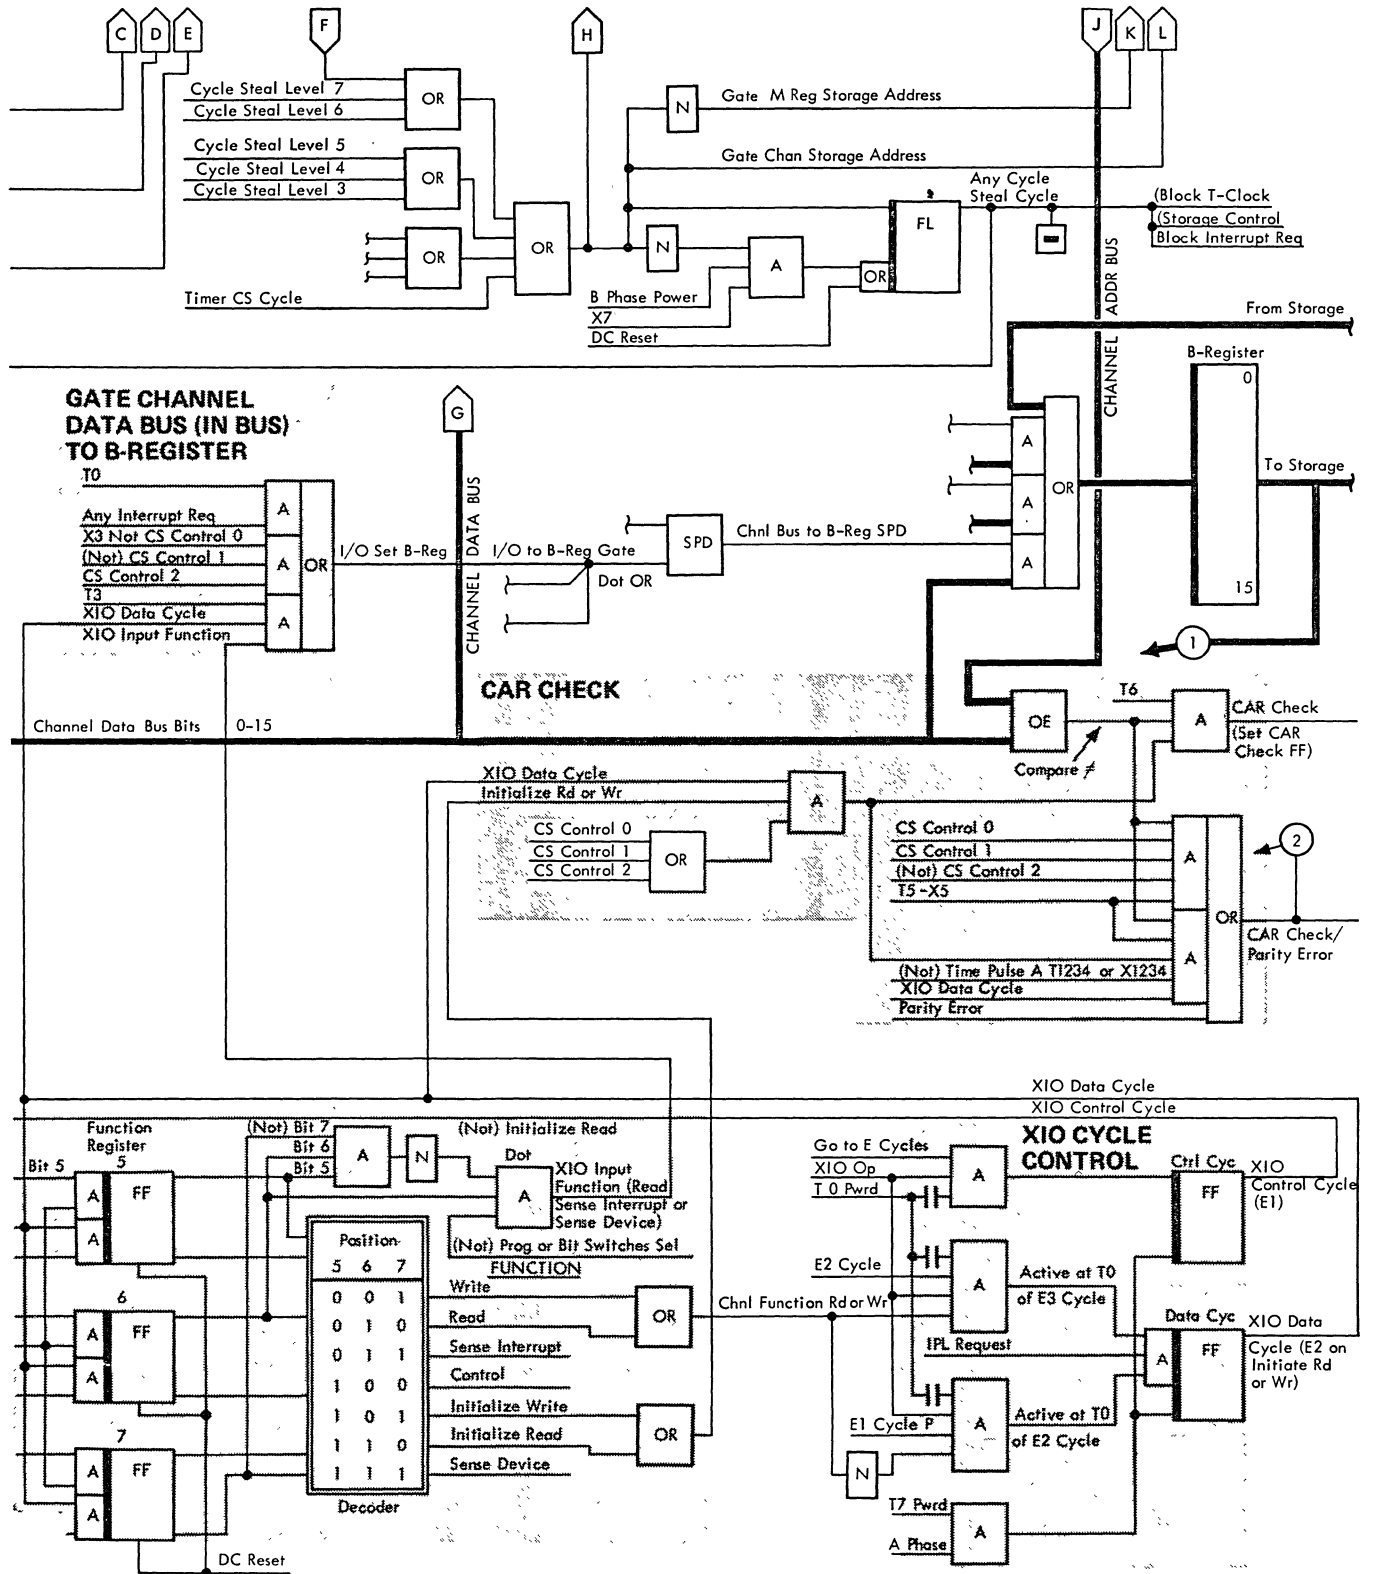 C
D
E
F
H
J
K
L
Cycle Steal Level 7
Cycle Steal Level 6
OR
Cycle Steal Level 5
Cycle Steal Level 4
Cycle Steal Level 3
OR
OR
Timer CS Cycle
OR
N
Gate M Reg Storage Address
Gate Chan Storage Address
Any Cycle
Steal Cycle
N
A
OR
FL
B Phase Power
X7
DC Reset
(Block T-Clock
(Storage Control
Block Interrupt Req
CHANNEL ADDR BUS
From Storage
B-Register
0
15
To Storage
GATE CHANNEL
DATA BUS (IN BUS)
TO B-REGISTER
G
CHANNEL DATA BUS
T0
Any Interrupt Req
X3 Not CS Control 0
(Not) CS Control 1
CS Control 2
T3
XIO Data Cycle
XIO Input Function
A
A
A
OR
I/O Set B-Reg
I/O to B-Reg Gate
Dot OR
SPD
Chnl Bus to B-Reg SPD
A
A
A
OR
1
CAR CHECK
Channel Data Bus Bits 0-15
OE
Compare ≠
T6
A
CAR Check
(Set CAR
Check FF)
XIO Data Cycle
Initialize Rd or Wr
A
CS Control 0
CS Control 1
CS Control 2
OR
CS Control 0
CS Control 1
(Not) CS Control 2
T5-X5
A
A
OR
2
CAR Check/
Parity Error
(Not) Time Pulse A T1234 or X1234
XIO Data Cycle
Parity Error
XIO Data Cycle
XIO Control Cycle
Function
Register
Bit 5
5
A
A
FF
6
A
A
FF
7
A
A
FF
DC Reset
(Not) Bit 7
Bit 6
Bit 5
A
N
(Not) Initialize Read
Dot
A
XIO Input
Function (Read
Sense Interrupt or
Sense Device)
(Not) Prog or Bit Switches Sel
Position
5 6 7
0 0 1
0 1 0
0 1 1
1 0 0
1 0 1
1 1 0
1 1 1
Decoder
FUNCTION
Write
Read
Sense Interrupt
Control
Initialize Write
Initialize Read
Sense Device
OR
OR
Chnl Function Rd or Wr
XIO CYCLE
CONTROL
Go to E Cycles
XIO Op
T 0 Pwrd
A
Ctrl Cyc
FF
XIO
Control Cycle
(E1)
E2 Cycle
A
Active at T0
of E3 Cycle
IPL Request
Data Cyc
A
FF
XIO Data
Cycle (E2 on
Initiate Rd
or Wr)
E1 Cycle P
A
Active at T0
of E2 Cycle
N
T7 Pwrd
A Phase
A